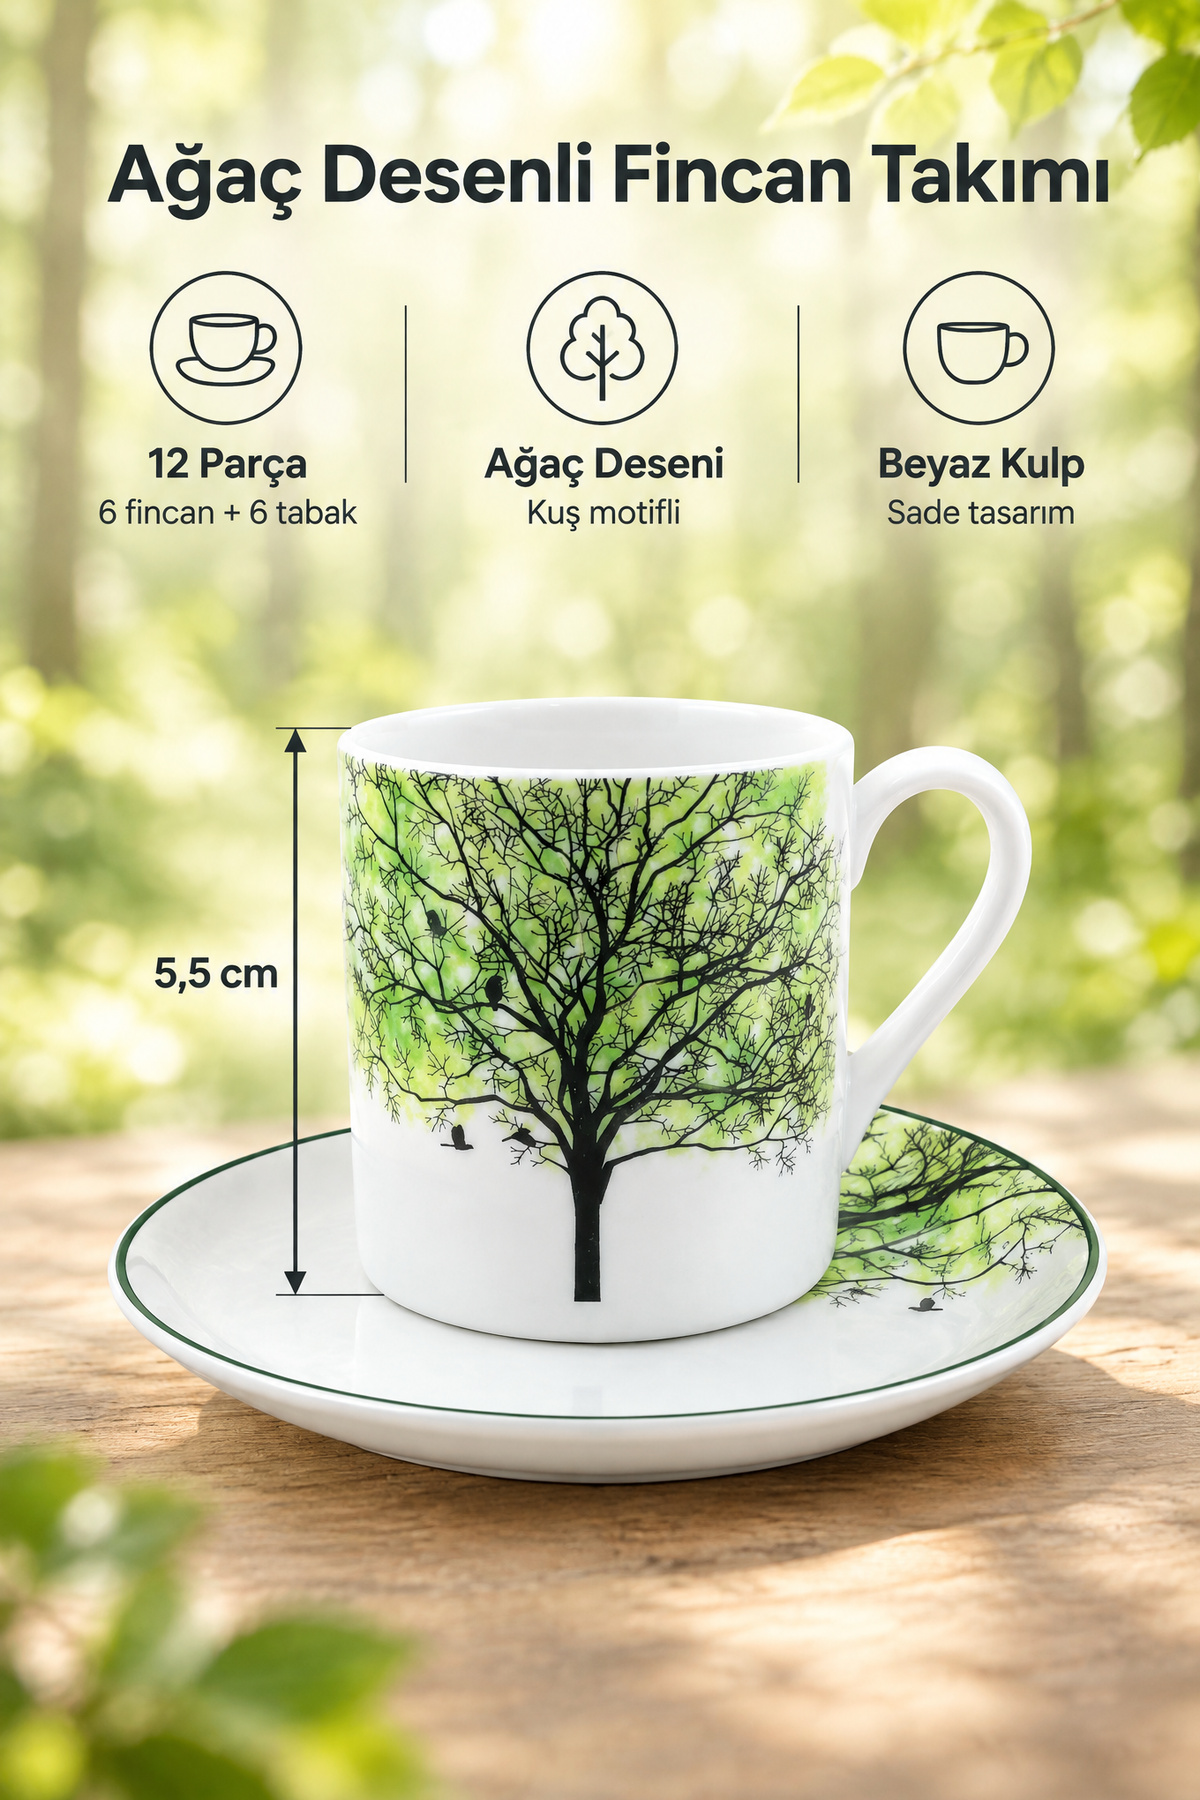 Ağaç Desenli Fincan Takımı
12 Parça
6 fincan + 6 tabak
Ağaç Deseni
Kuş motifli
Beyaz Kulp
Sade tasarım
5,5 cm